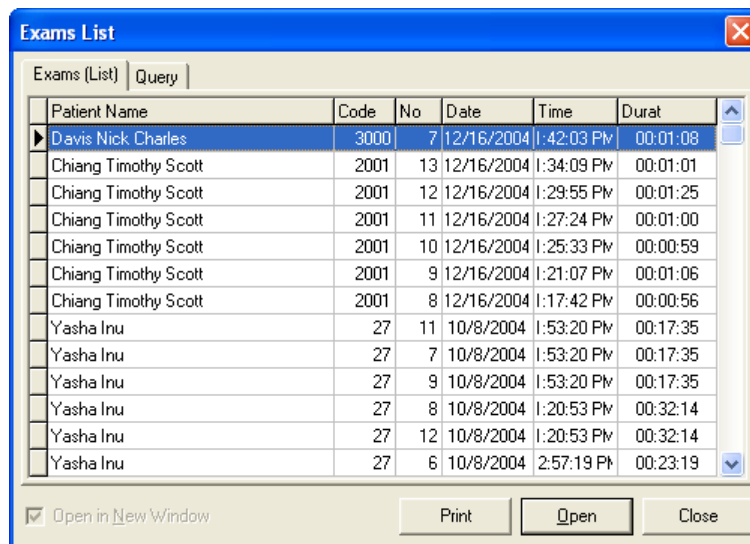 Exams List
Exams (List) Query
Patient Name Code No Date Time Durat
Davis Nick Charles 3000 7 12/16/2004 1:42:03 PM 00:01:08
Chiang Timothy Scott 2001 13 12/16/2004 1:34:09 PM 00:01:01
Chiang Timothy Scott 2001 12 12/16/2004 1:29:55 PM 00:01:25
Chiang Timothy Scott 2001 11 12/16/2004 1:27:24 PM 00:01:00
Chiang Timothy Scott 2001 10 12/16/2004 1:25:33 PM 00:00:59
Chiang Timothy Scott 2001 9 12/16/2004 1:21:07 PM 00:01:06
Chiang Timothy Scott 2001 8 12/16/2004 1:17:42 PM 00:00:56
Yasha Inu 27 11 10/8/2004 1:53:20 PM 00:17:35
Yasha Inu 27 7 10/8/2004 1:53:20 PM 00:17:35
Yasha Inu 27 9 10/8/2004 1:53:20 PM 00:17:35
Yasha Inu 27 8 10/8/2004 1:20:53 PM 00:32:14
Yasha Inu 27 12 10/8/2004 1:20:53 PM 00:32:14
Yasha Inu 27 6 10/8/2004 2:57:19 PM 00:23:19
Open in New Window Print Open Close